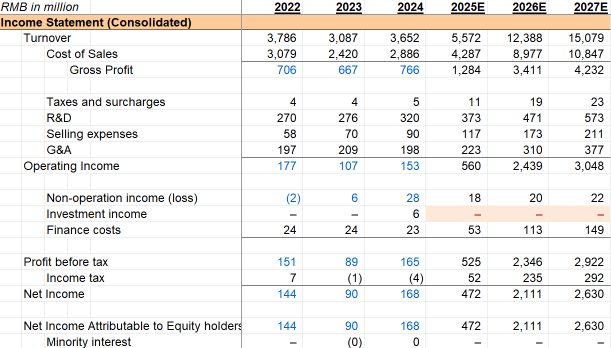 RMB in million 2022 2023 2024 2025E 2026E 2027E
Income Statement (Consolidated)
Turnover 3,786 3,087 3,652 5,572 12,388 15,079
Cost of Sales 3,079 2,420 2,886 4,287 8,977 10,847
Gross Profit 706 667 766 1,284 3,411 4,232
Taxes and surcharges 4 4 5 11 19 23
R&D 270 276 320 373 471 573
Selling expenses 58 70 90 117 173 211
G&A 197 209 198 223 310 377
Operating Income 177 107 153 560 2,439 3,048
Non-operation income (loss) (2) 6 28 18 20 22
Investment income – – 6 – – –
Finance costs 24 24 23 53 113 149
Profit before tax 151 89 165 525 2,346 2,922
Income tax 7 (1) (4) 52 235 292
Net Income 144 90 168 472 2,111 2,630
Net Income Attributable to Equity holders 144 90 168 472 2,111 2,630
Minority interest – (0) 0 – – –